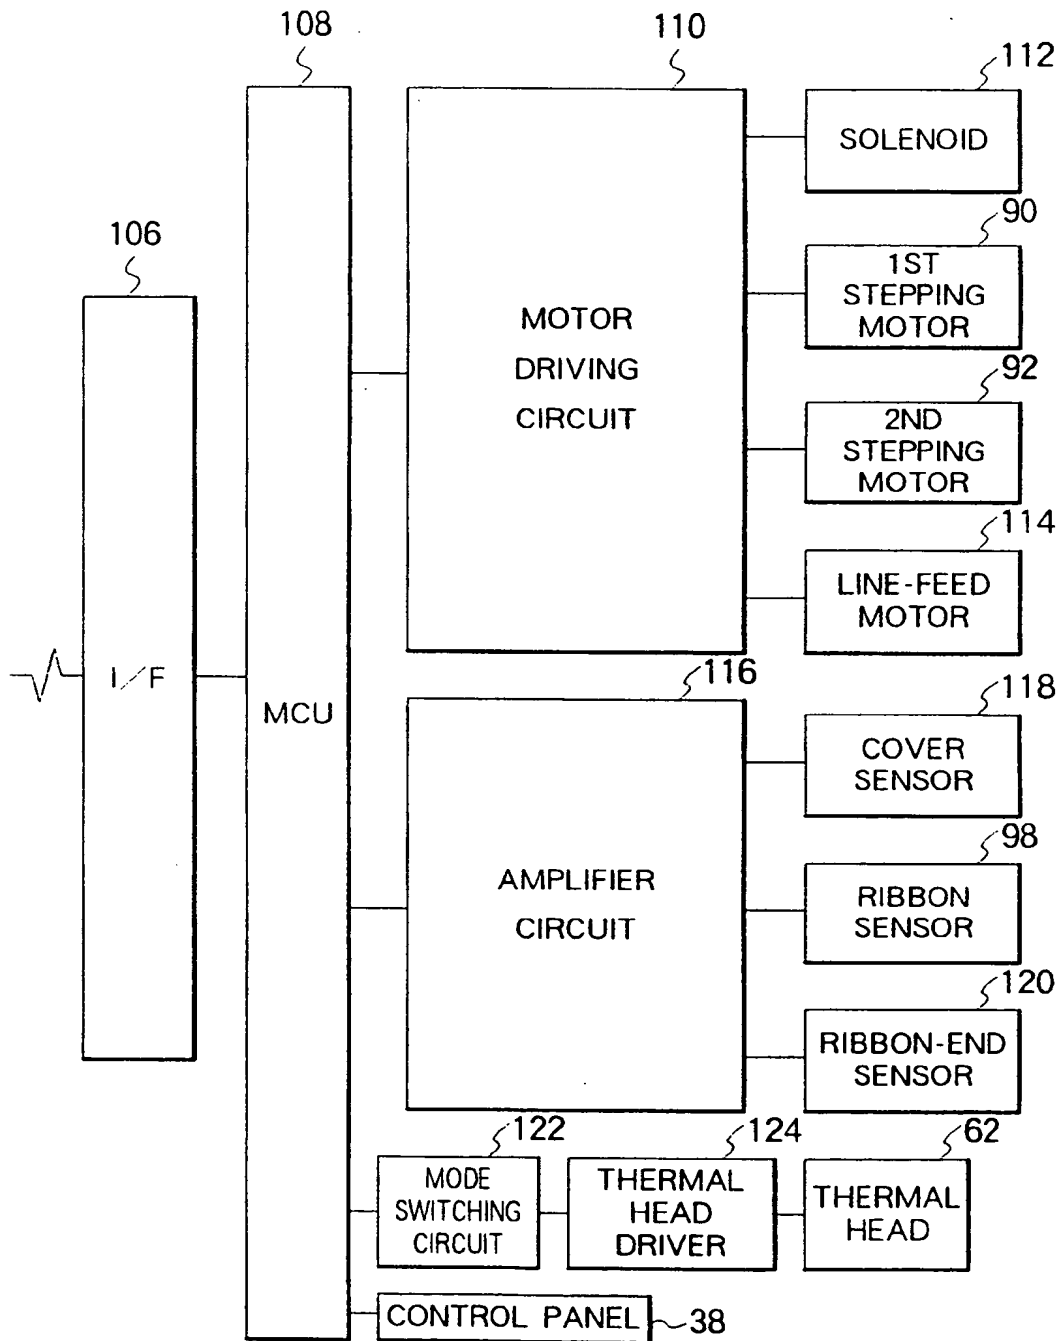 108
110
112
SOLENOID
106
90
1ST
STEPPING
MOTOR
MOTOR
DRIVING
CIRCUIT
92
2ND
STEPPING
MOTOR
114
LINE-FEED
MOTOR
I/F
MCU
116
118
COVER
SENSOR
AMPLIFIER
CIRCUIT
98
RIBBON
SENSOR
120
RIBBON-END
SENSOR
122
MODE
SWITCHING
CIRCUIT
124
THERMAL
HEAD
DRIVER
62
THERMAL
HEAD
CONTROL PANEL
38